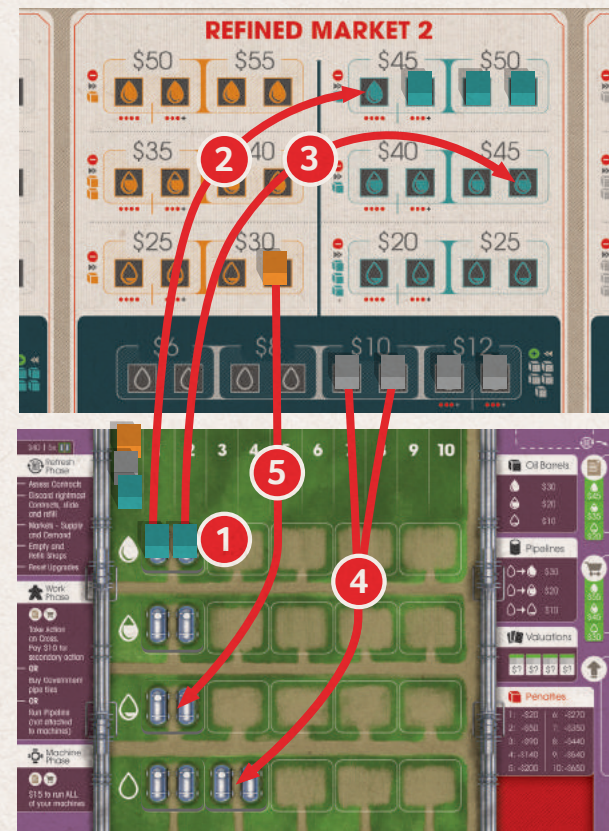 REFINED MARKET 2
$50 $55 $45 $50
2 3
$35 40 $40 $45
$25 $30 $20 $25
$6 $8 $10 $12
$40 | 5x
Refresh
Phase
Assess Contracts
Discard rightmost
Contracts, slide
and refill
Markets - Supply
and Demand
Empty and
Refill Shops
Reset Upgrades
Work
Phase
Take Action
on Cross.
Pay $10 for
secondary action
OR
Buy Government
pipe tiles
OR
Run Pipeline
(not attached
to machines)
Machine
Phase
$15 to run ALL
of your machines
2 3 4 5 6 7 8 9 10
5
1
4
Oil Barrels
$30
$20
$10
Pipelines
$30
$20
$10
Valuations
$? $? $? $?
Penalties
1: -$20 6: -$270
2: -$50 7: -$350
3: -$90 8: -$440
4: -$140 9: -$540
5: -$200 10: -$650